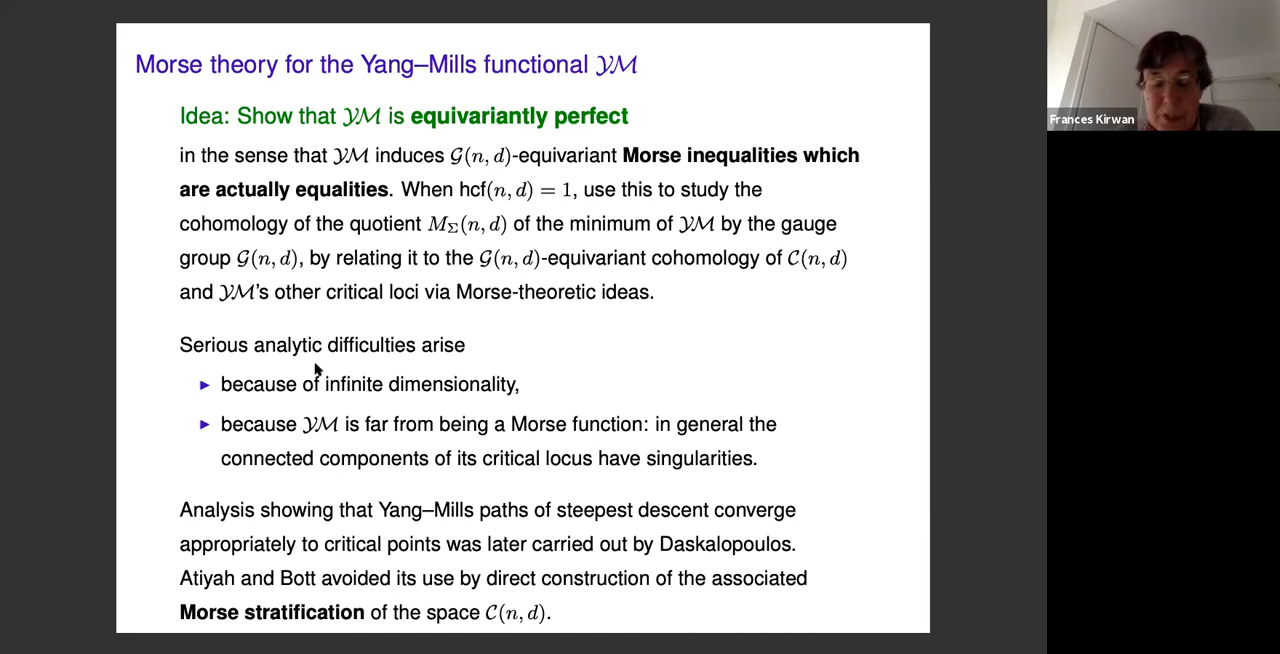 Morse theory for the Yang–Mills functional 𝒴ℳ
Idea: Show that 𝒴ℳ is equivariantly perfect
in the sense that 𝒴ℳ induces 𝒢(n, d)-equivariant Morse inequalities which
are actually equalities. When hcf(n, d) = 1, use this to study the
cohomology of the quotient M_Σ(n, d) of the minimum of 𝒴ℳ by the gauge
group 𝒢(n, d), by relating it to the 𝒢(n, d)-equivariant cohomology of 𝒞(n, d)
and 𝒴ℳ's other critical loci via Morse-theoretic ideas.
Serious analytic difficulties arise
► because of infinite dimensionality,
► because 𝒴ℳ is far from being a Morse function: in general the
connected components of its critical locus have singularities.
Analysis showing that Yang–Mills paths of steepest descent converge
appropriately to critical points was later carried out by Daskalopoulos.
Atiyah and Bott avoided its use by direct construction of the associated
Morse stratification of the space 𝒞(n, d).
Frances Kirwan